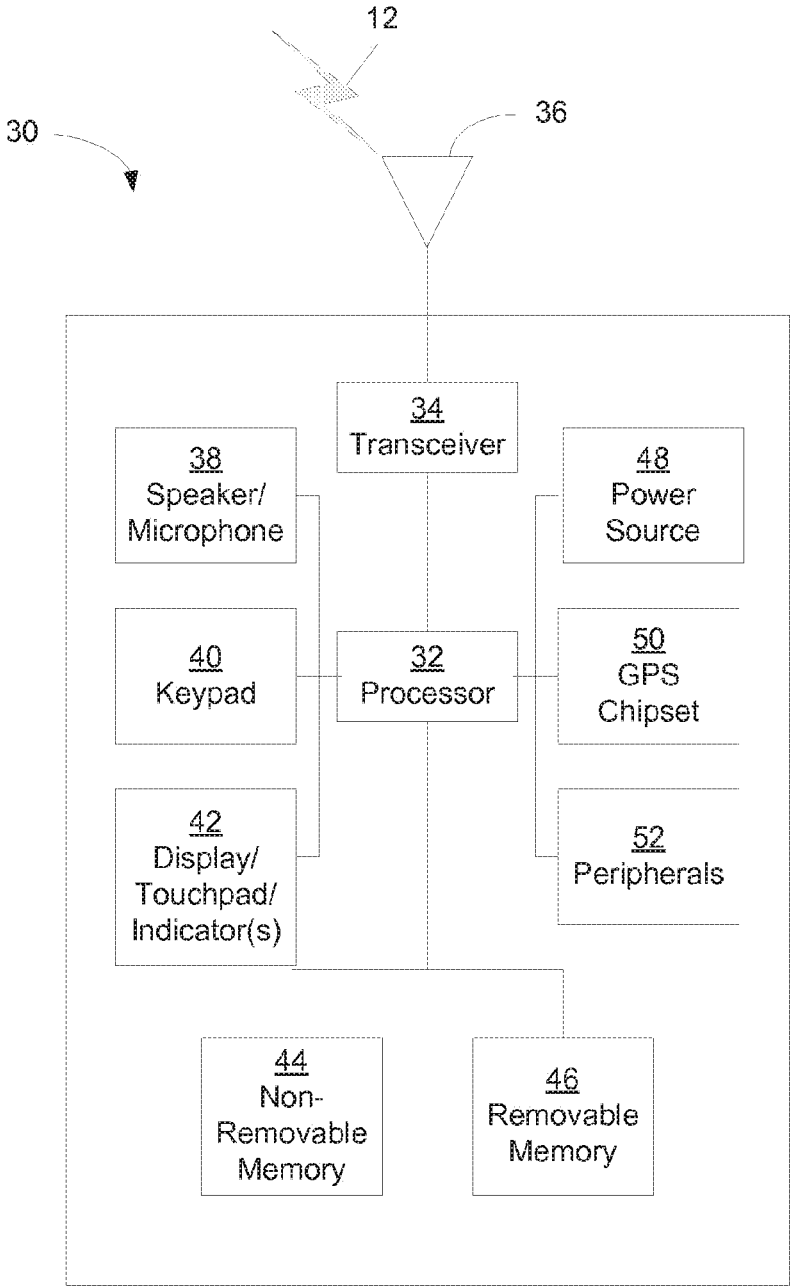 12
36
30
34
Transceiver
38
Speaker/
Microphone
48
Power
Source
40
Keypad
32
Processor
50
GPS
Chipset
42
Display/
Touchpad/
Indicator(s)
52
Peripherals
44
Non-
Removable
Memory
46
Removable
Memory